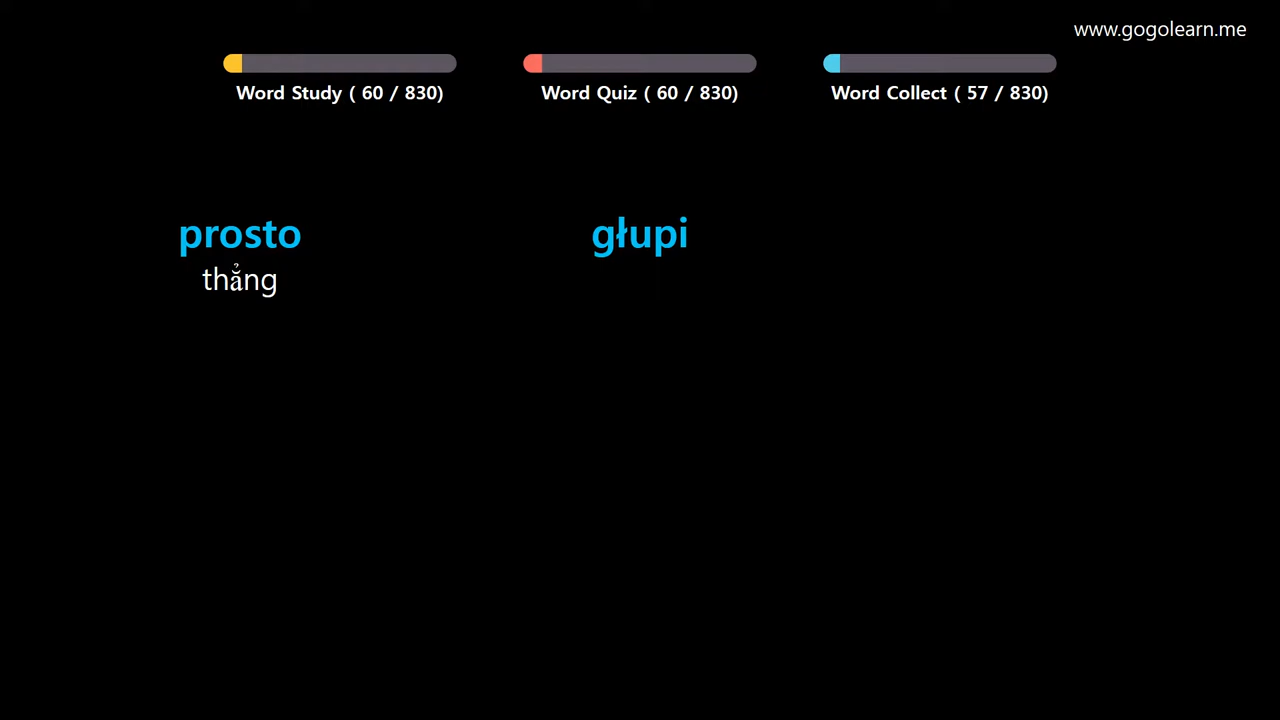 www.gogolearn.me
Word Study ( 60 / 830)
Word Quiz ( 60 / 830)
Word Collect ( 57 / 830)
prosto
thẳng
głupi